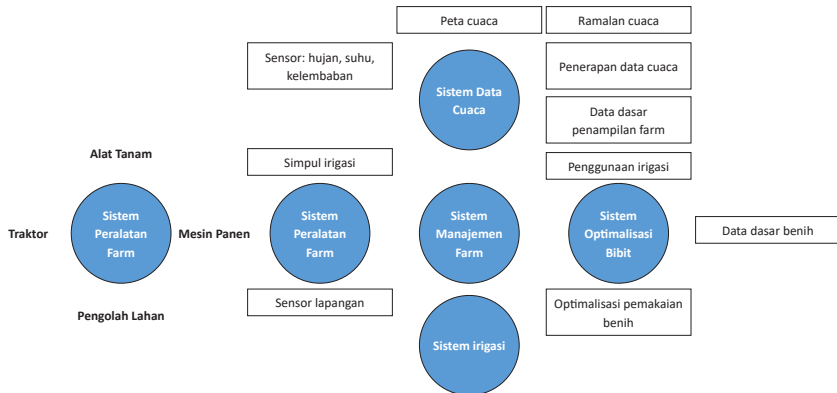 Peta cuaca
Ramalan cuaca
Sensor: hujan, suhu,
kelembaban
Sistem Data
Cuaca
Penerapan data cuaca
Data dasar
penampilan farm
Alat Tanam
Simpul irigasi
Penggunaan irigasi
Traktor
Sistem
Peralatan
Farm
Mesin Panen
Sistem
Peralatan
Farm
Sistem
Manajemen
Farm
Sistem
Optimalisasi
Bibit
Data dasar benih
Pengolah Lahan
Sensor lapangan
Optimalisasi pemakaian
benih
Sistem irigasi